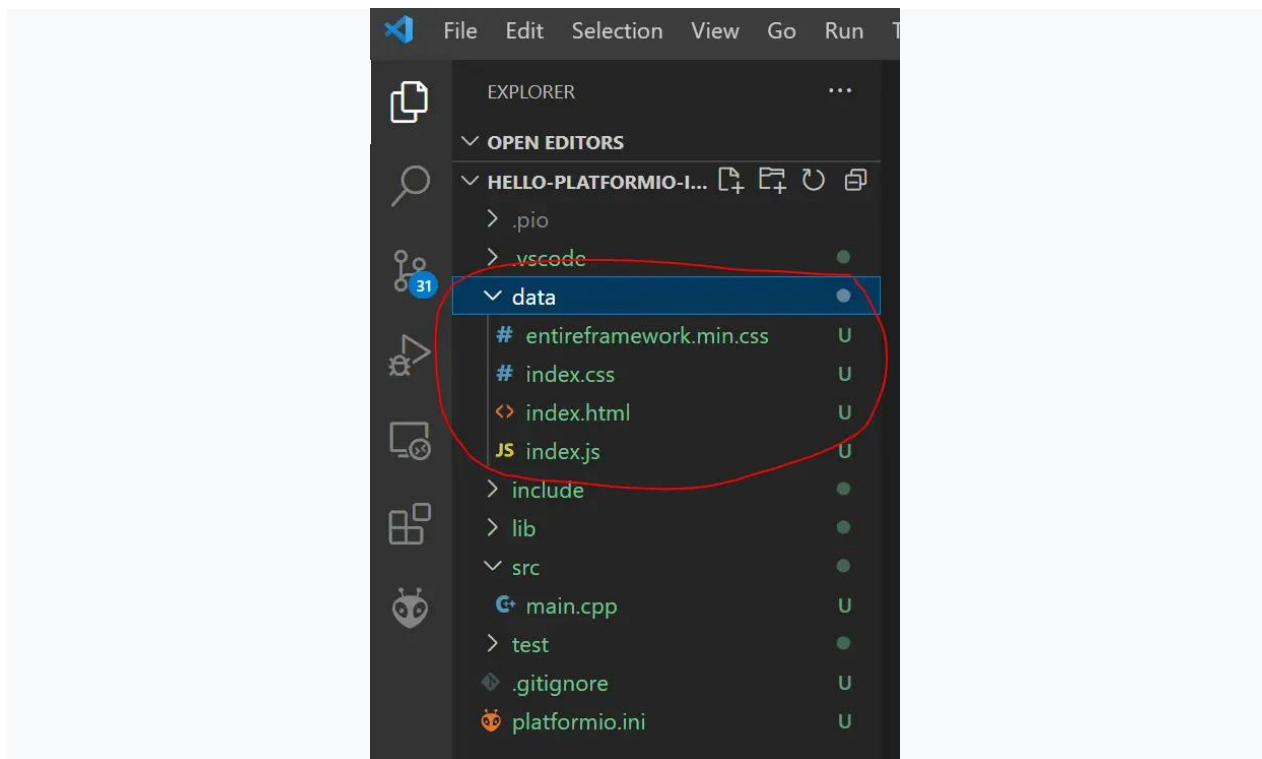 File Edit Selection View Go Run
EXPLORER ...
OPEN EDITORS
HELLO-PLATFORMIO-I...
.pio
.vscode
31
data
# entireframework.min.css U
# index.css U
<> index.html U
JS index.js U
include
lib
src
C+ main.cpp U
test
.gitignore U
platformio.ini U